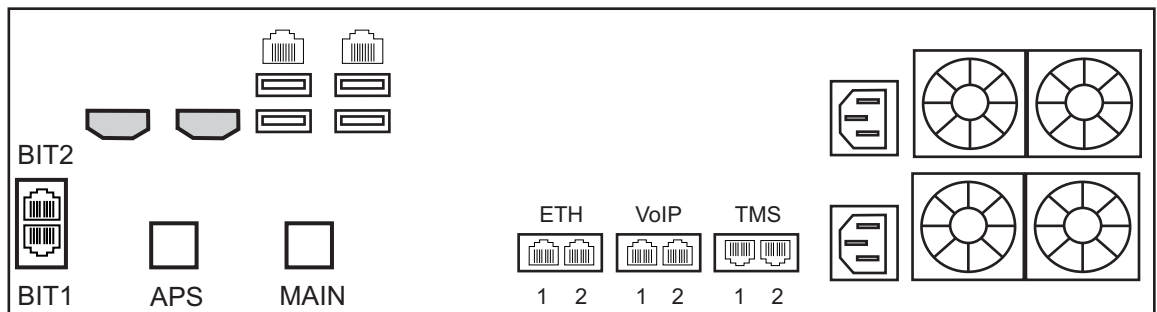 BIT2
ETH VoIP TMS
BIT1 APS MAIN 1 2 1 2 1 2